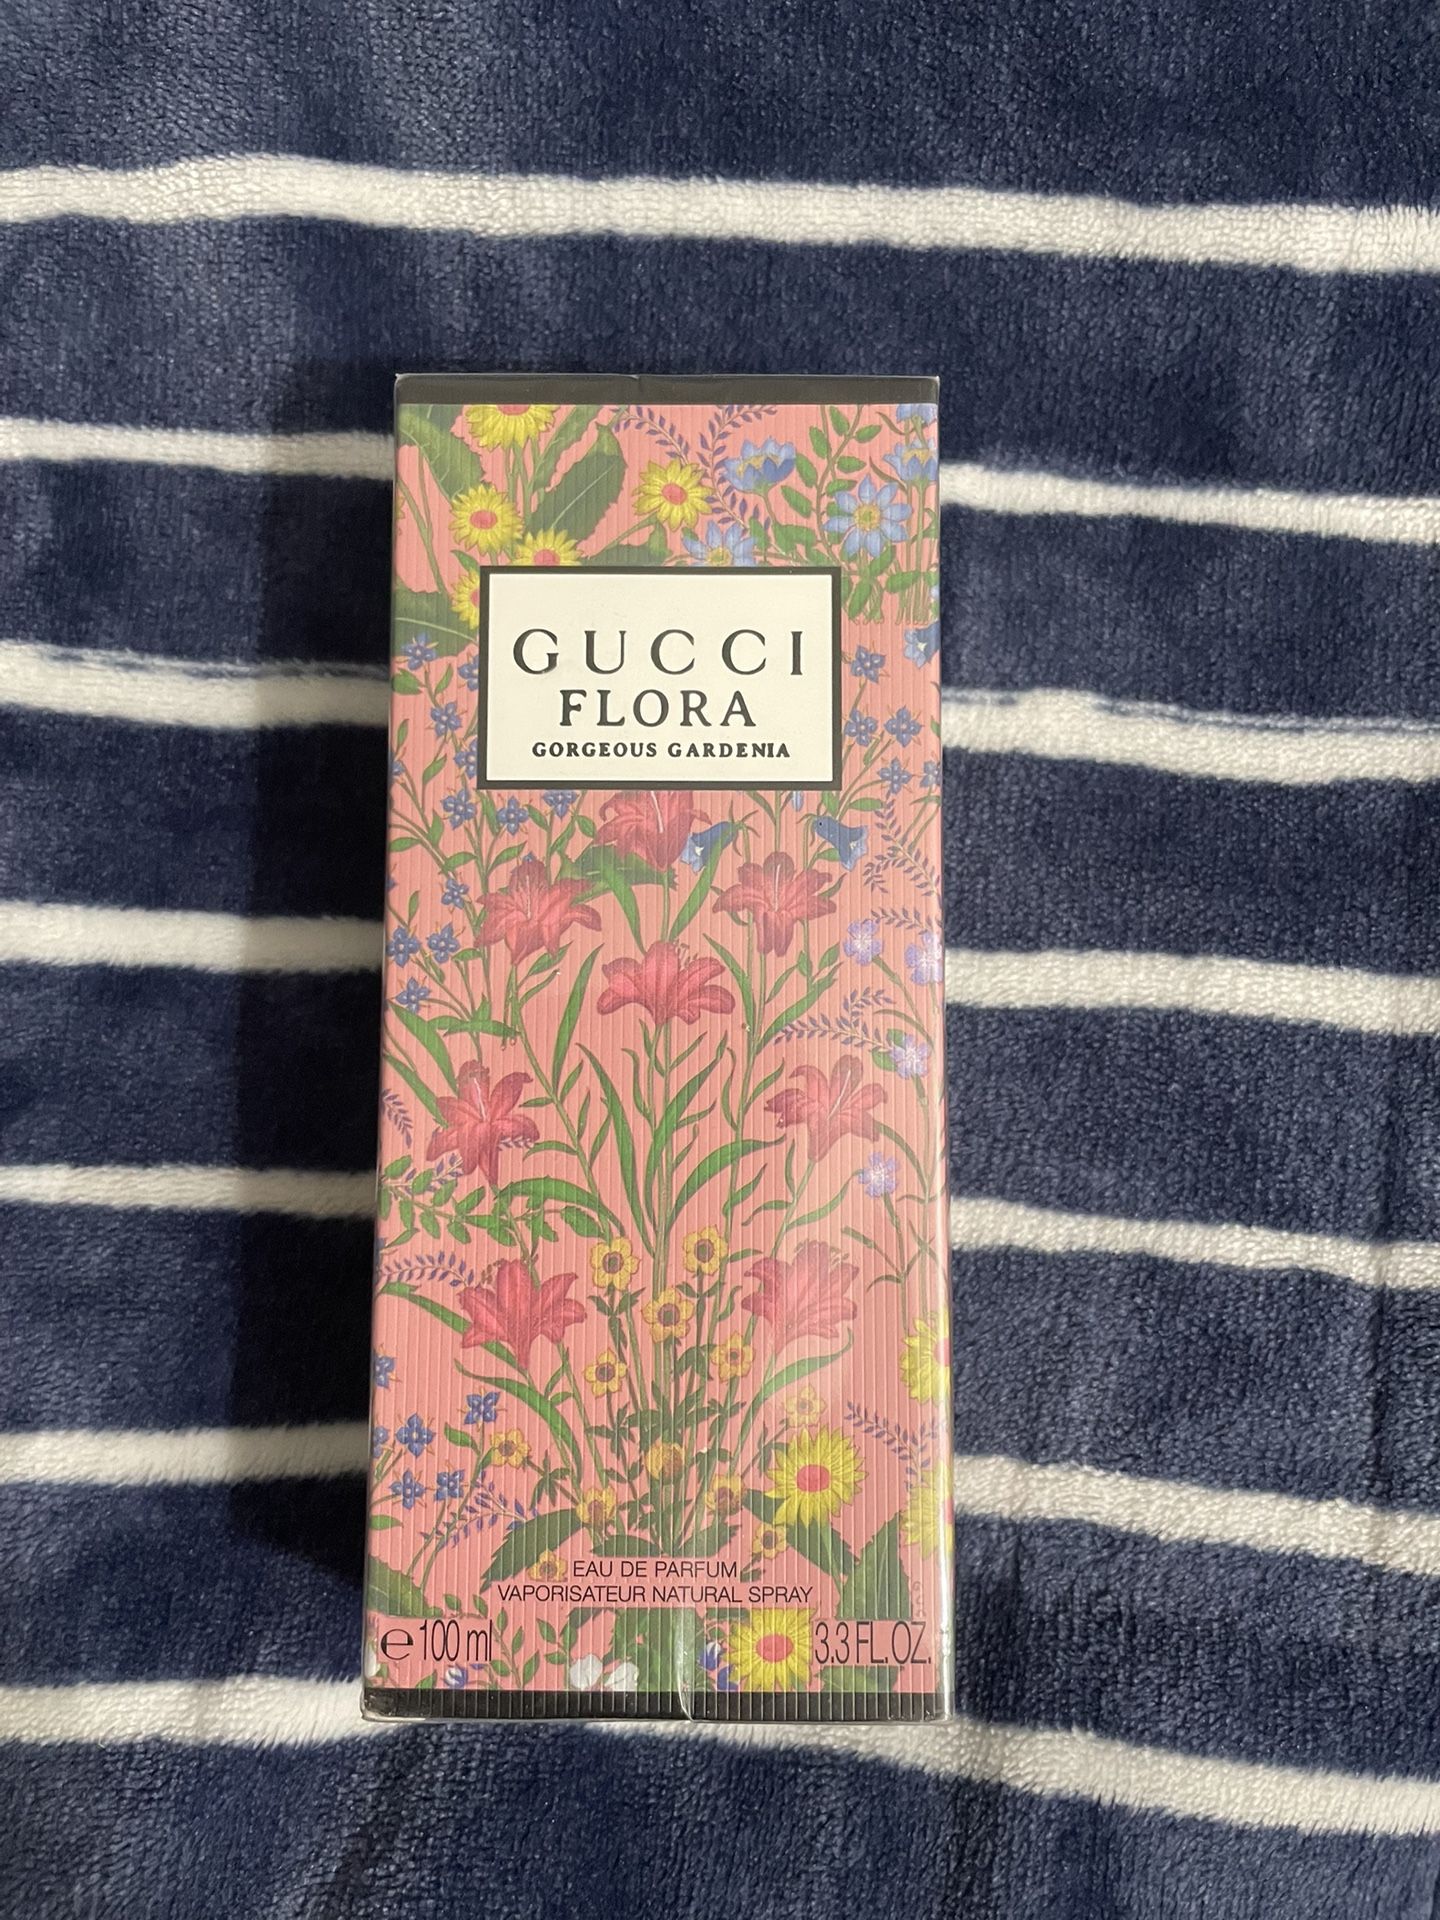 GUCCI
FLORA
GORGEOUS GARDENIA
EAU DE PARFUM
VAPORISATEUR NATURAL SPRAY
℮100 ml 3.3 FL.OZ.